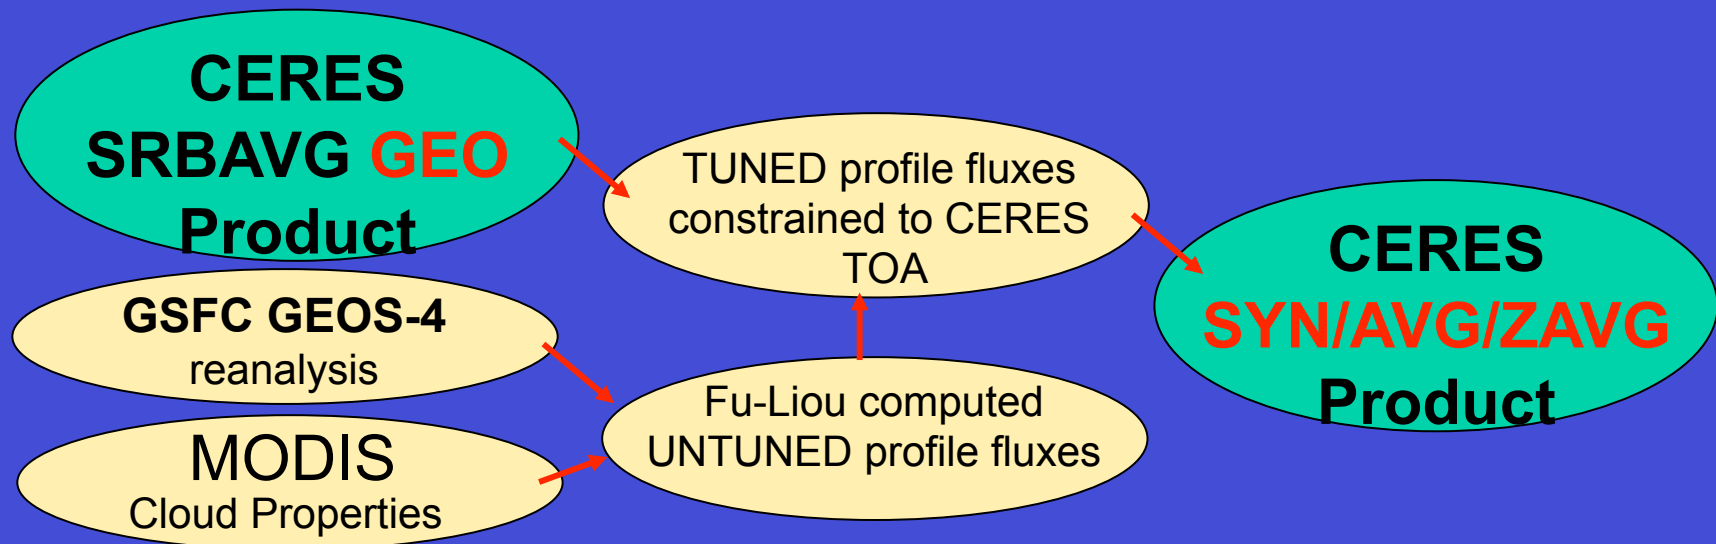 CERES
SRBAVG GEO
Product
GSFC GEOS-4
reanalysis
MODIS
Cloud Properties
TUNED profile fluxes
constrained to CERES
TOA
Fu-Liou computed
UNTUNED profile fluxes
CERES
SYN/AVG/ZAVG
Product